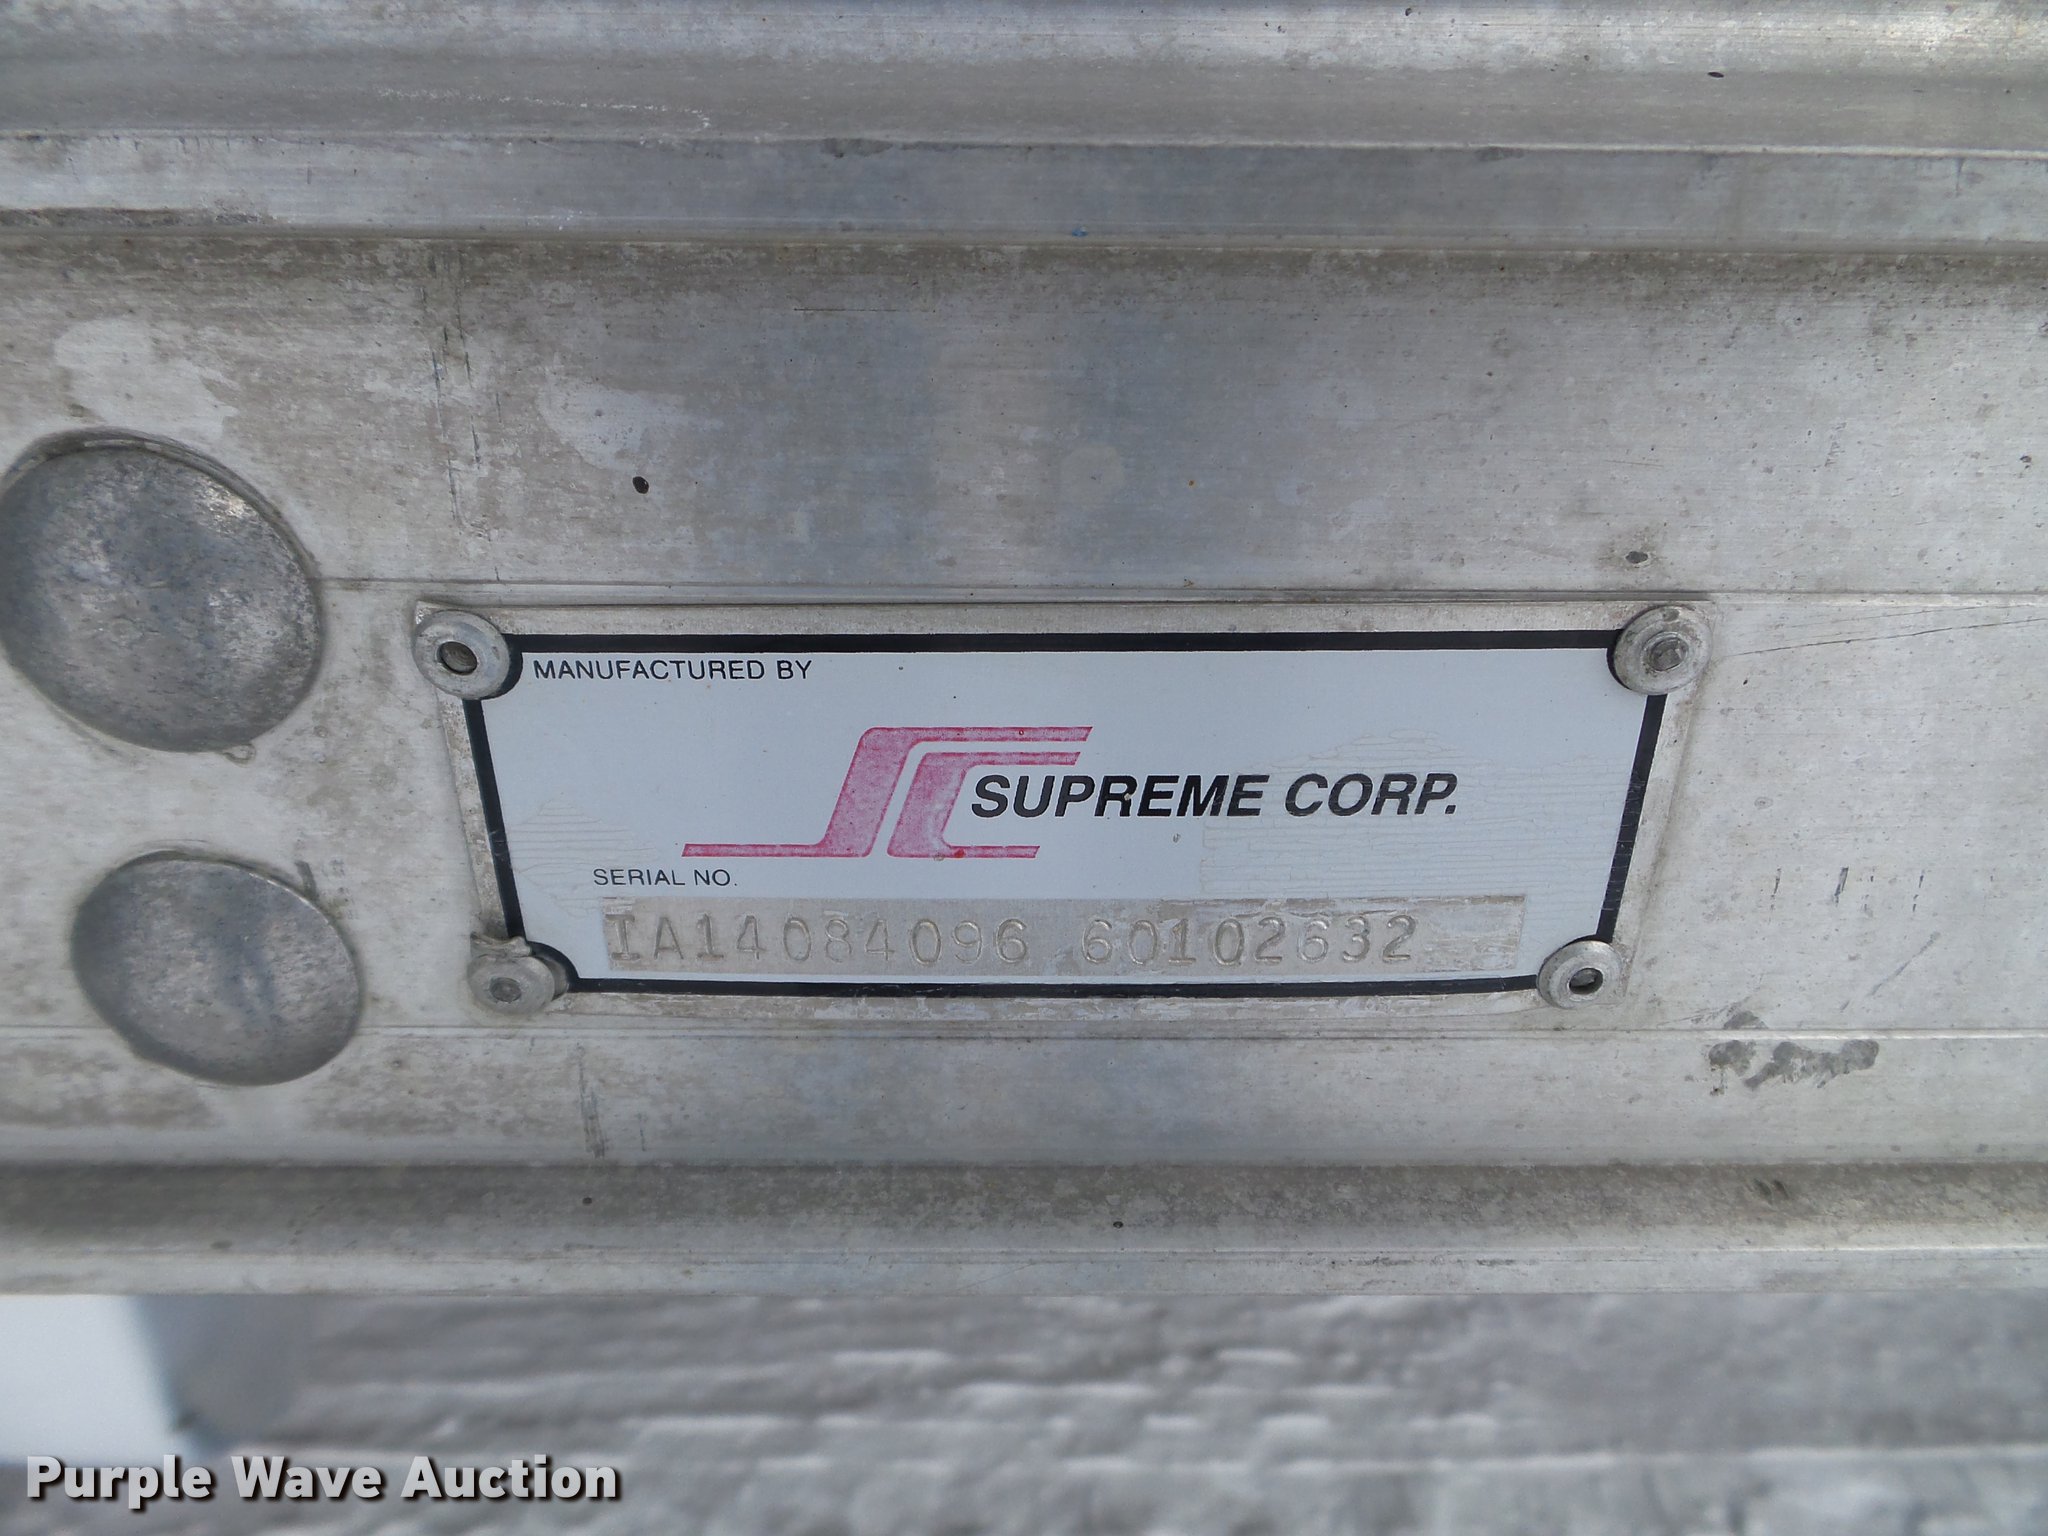 MANUFACTURED BY
SUPREME CORP.
SERIAL NO.
IA14084096 60102632
Purple Wave Auction